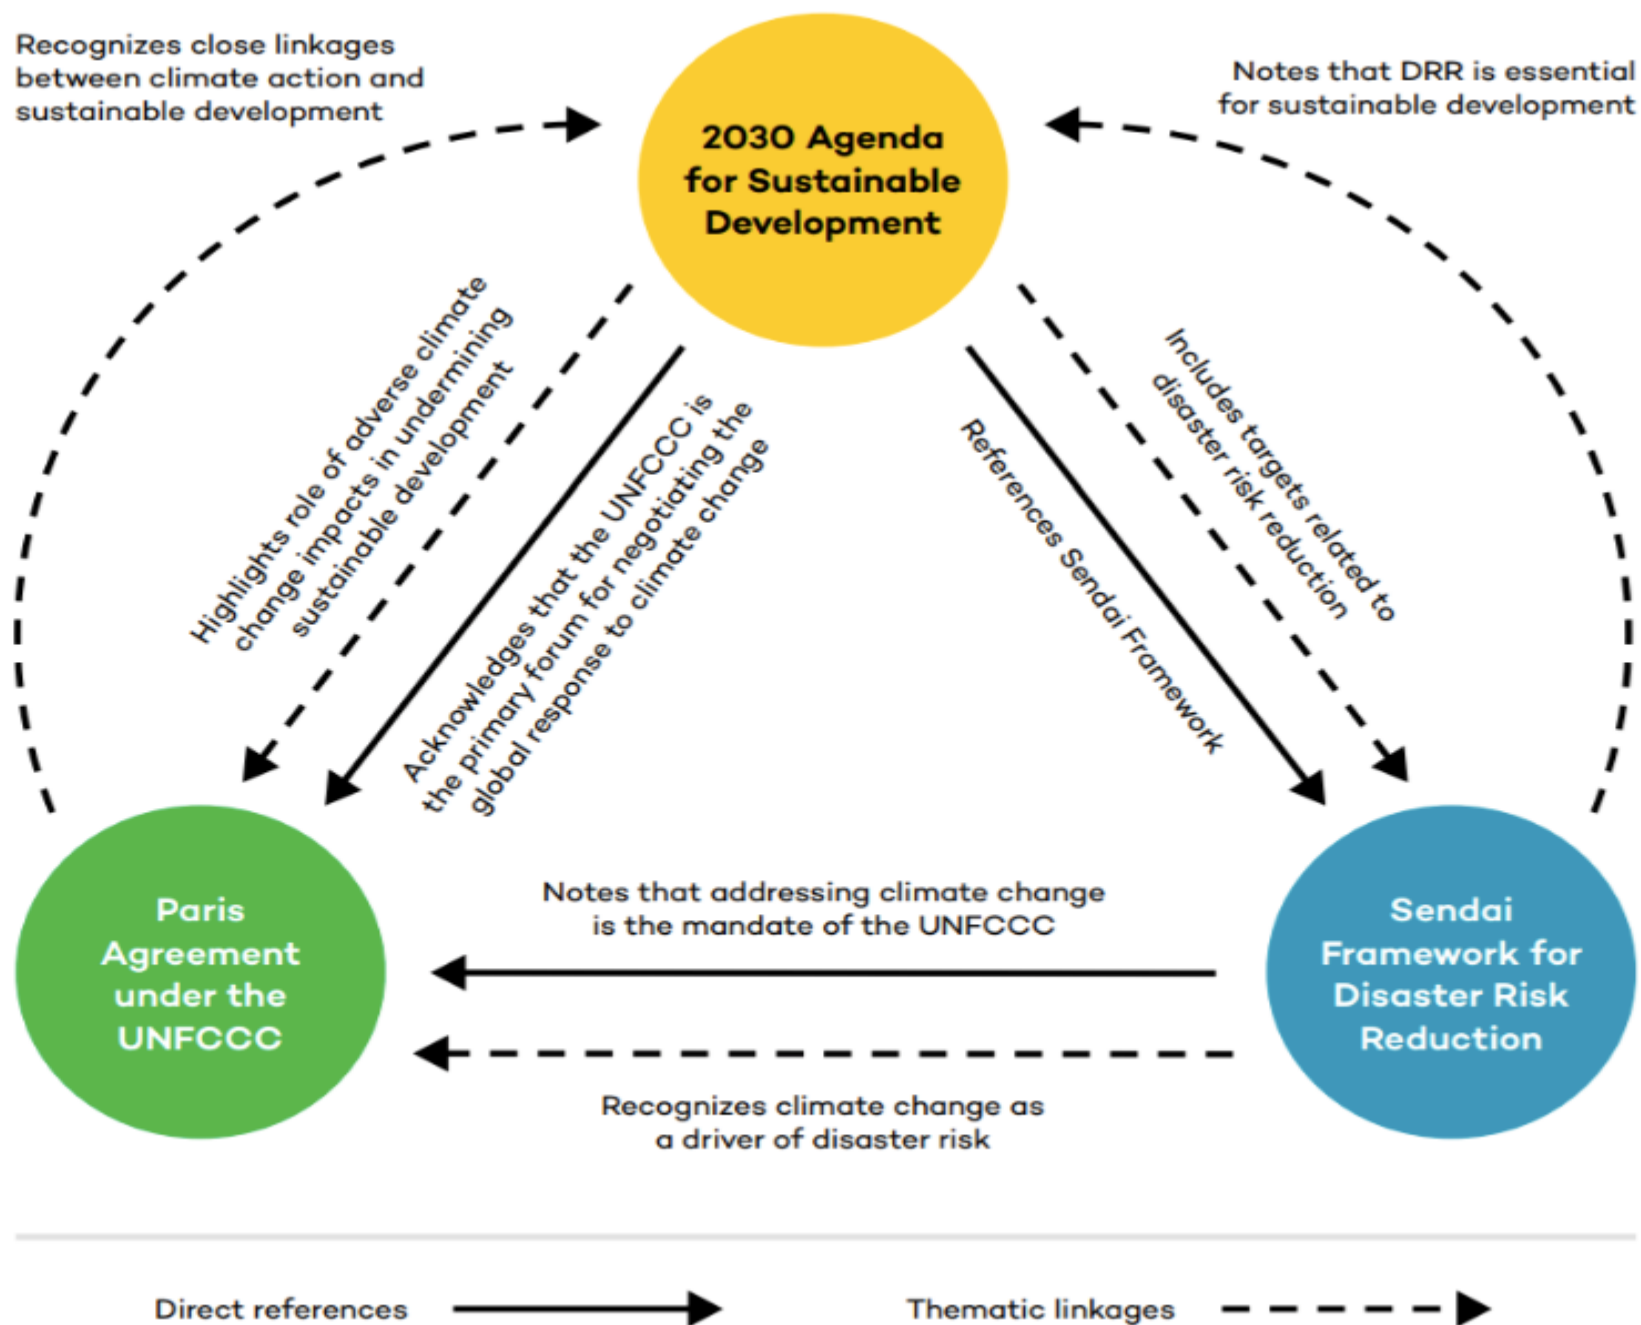 Recognizes close linkages
between climate action and
sustainable development
Notes that DRR is essential
for sustainable development
2030 Agenda
for Sustainable
Development
Highlights role of adverse climate
change impacts in undermining
sustainable development
Acknowledges that the UNFCCC is
the primary forum for negotiating the
global response to climate change
References Sendai Framework
Includes targets related to
disaster risk reduction
Paris
Agreement
under the
UNFCCC
Notes that addressing climate change
is the mandate of the UNFCCC
Recognizes climate change as
a driver of disaster risk
Sendai
Framework for
Disaster Risk
Reduction
Direct references
Thematic linkages